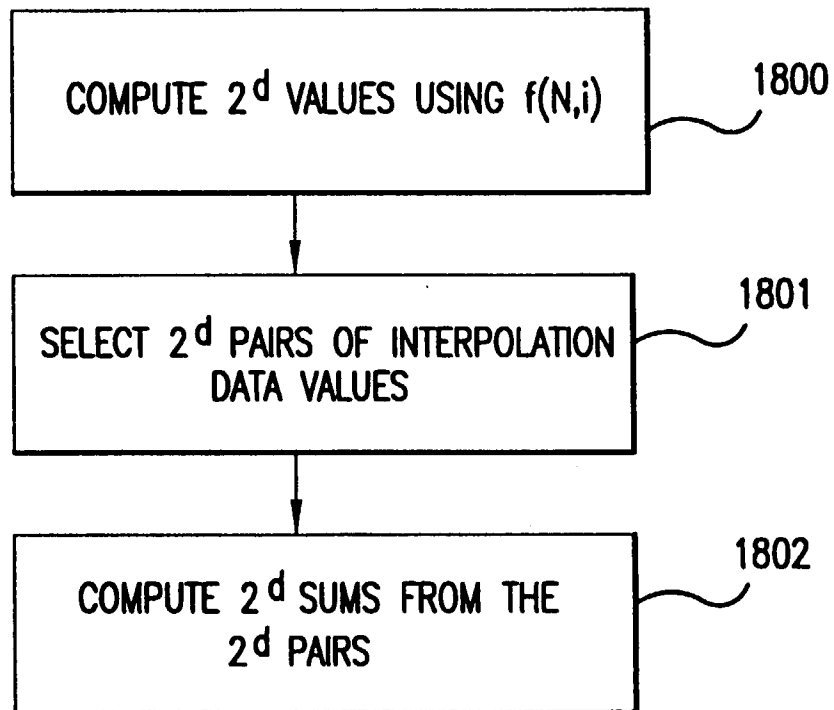 COMPUTE 2^d VALUES USING f(N,i)
1800
SELECT 2^d PAIRS OF INTERPOLATION
DATA VALUES
1801
COMPUTE 2^d SUMS FROM THE
2^d PAIRS
1802